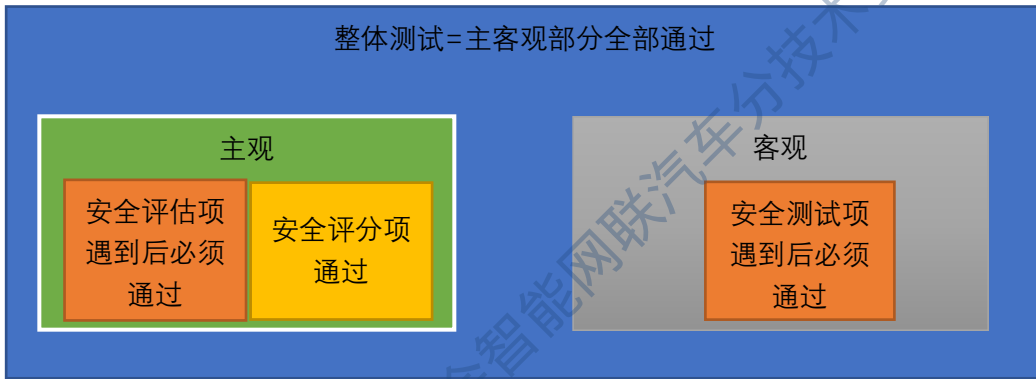 整体测试=主客观部分全部通过
主观
安全评估项
遇到后必须
通过
安全评分项
通过
客观
安全测试项
遇到后必须
通过
智能网联汽车分技术